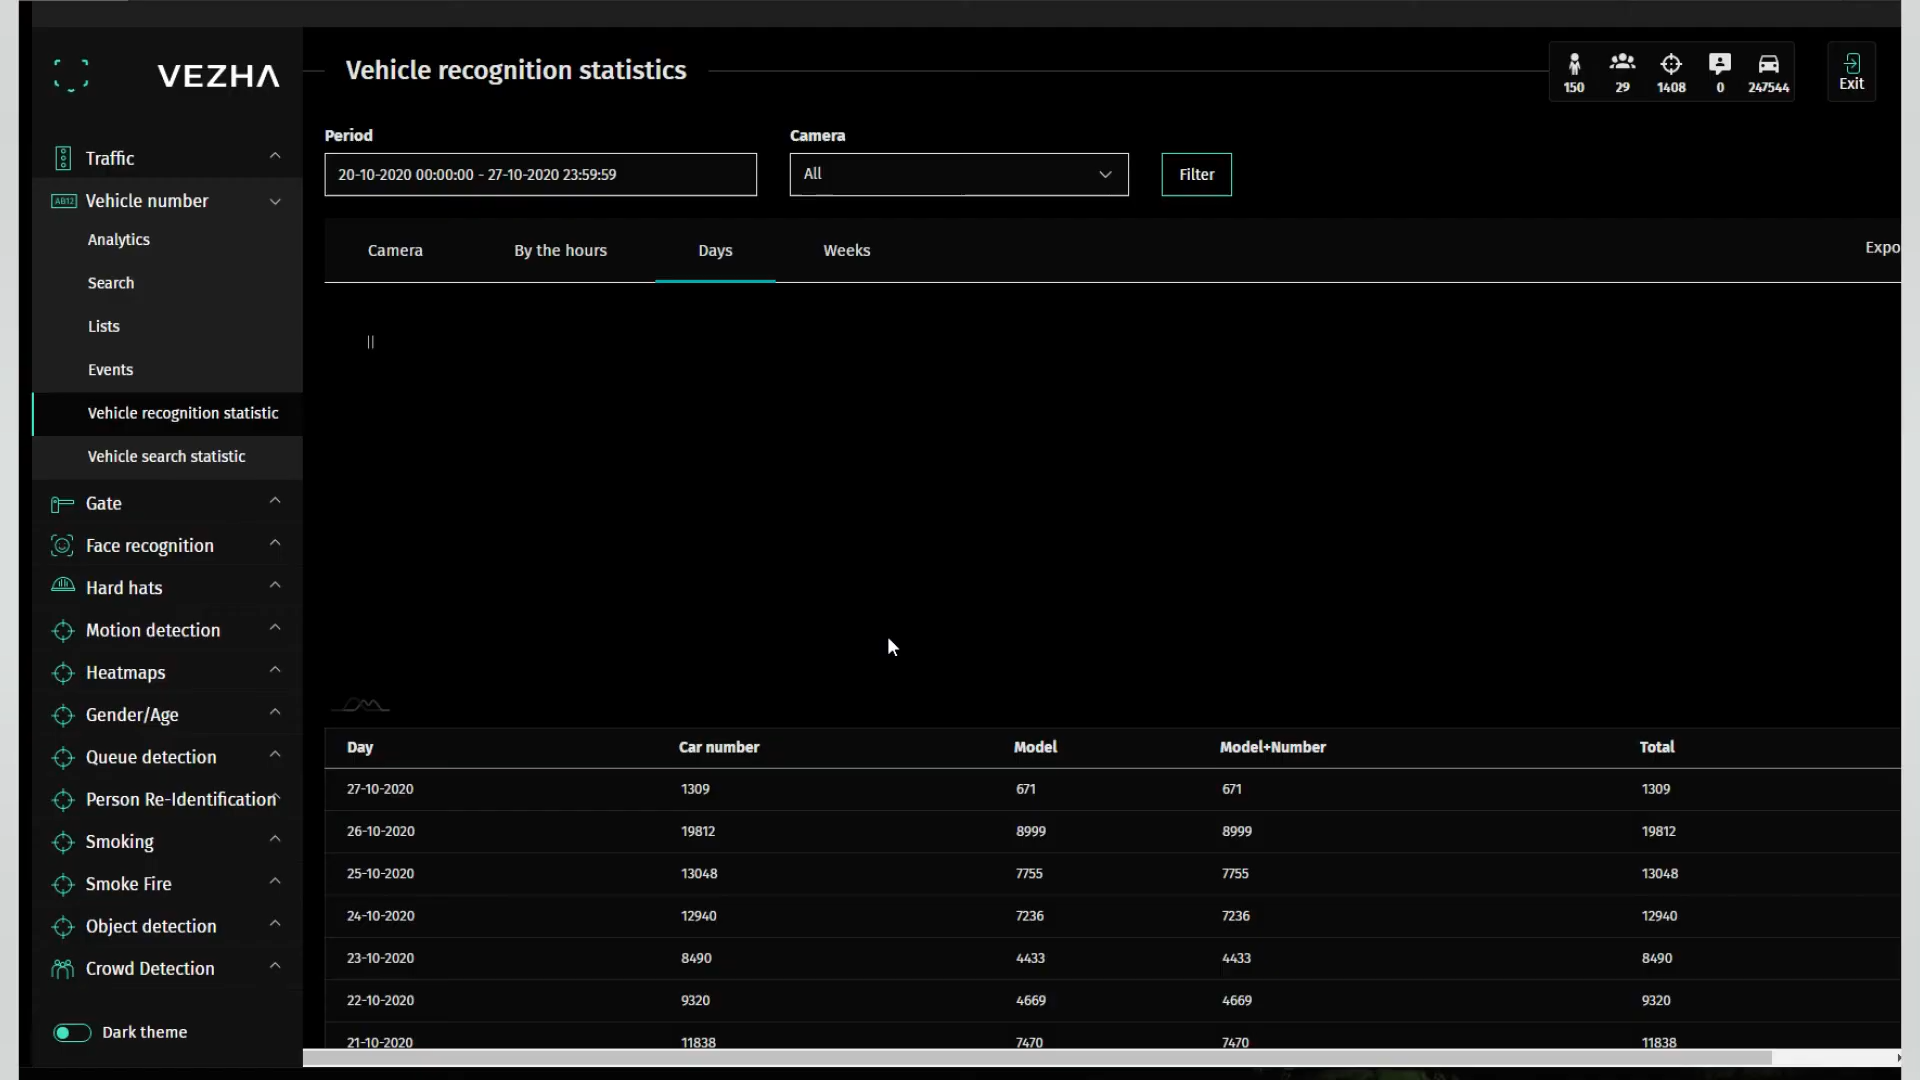 VEZHA
Vehicle recognition statistics
150 29 1408 0 247544
Exit
Period
Camera
20-10-2020 00:00:00 - 27-10-2020 23:59:59
All
Filter
Traffic
AB12 Vehicle number
Analytics
Search
Lists
Events
Vehicle recognition statistic
Vehicle search statistic
Gate
Face recognition
Hard hats
Motion detection
Heatmaps
Gender/Age
Queue detection
Person Re-Identification
Smoking
Smoke Fire
Object detection
Crowd Detection
Dark theme
Camera By the hours Days Weeks Expo
Day Car number Model Model+Number Total
27-10-2020 1309 671 671 1309
26-10-2020 19812 8999 8999 19812
25-10-2020 13048 7755 7755 13048
24-10-2020 12940 7236 7236 12940
23-10-2020 8490 4433 4433 8490
22-10-2020 9320 4669 4669 9320
21-10-2020 11838 7470 7470 11838